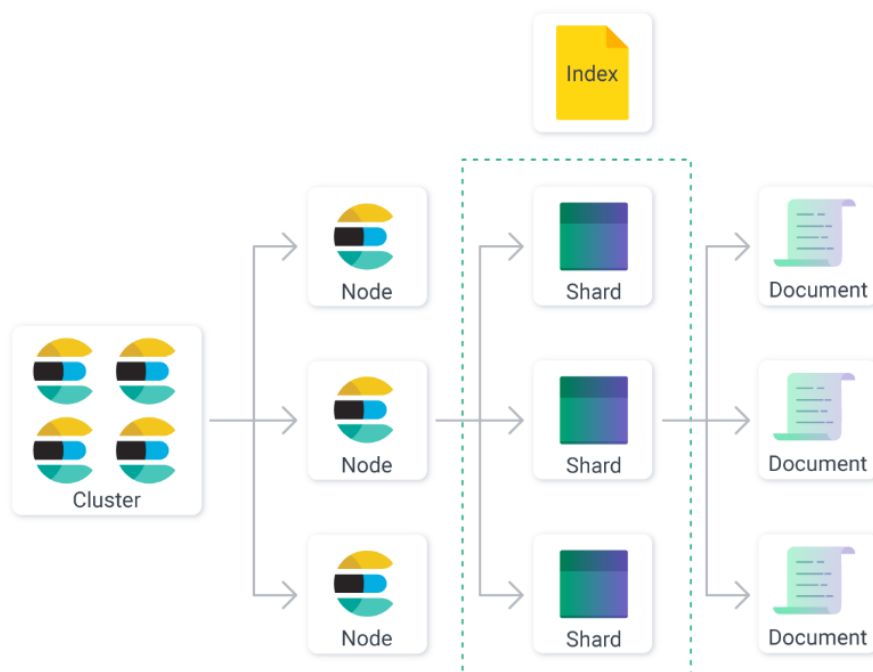 Index
Node
Shard
Document
Cluster
Node
Shard
Document
Node
Shard
Document